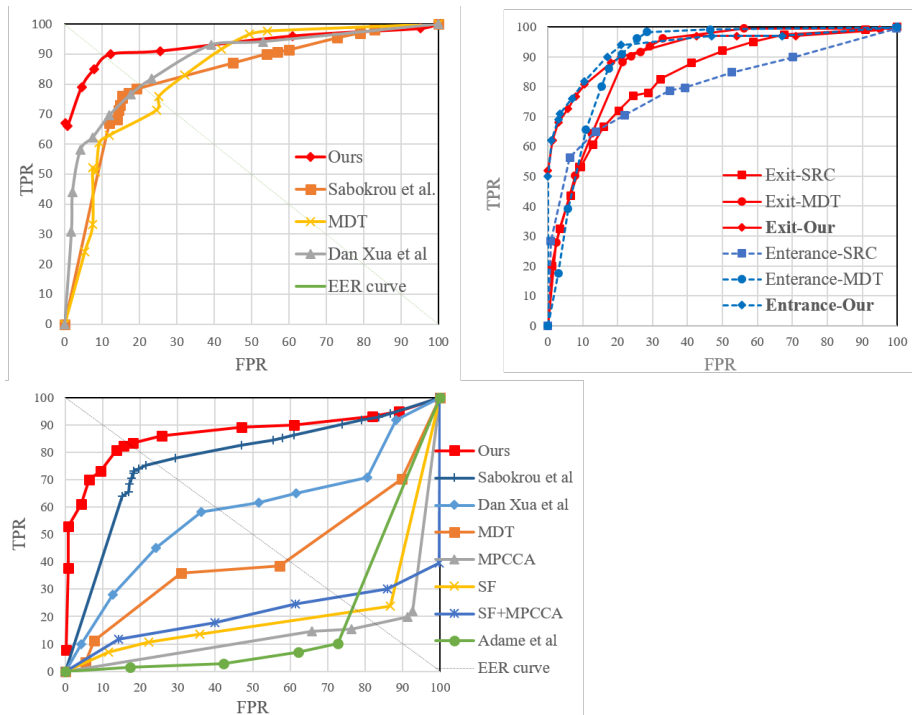 100
90
80
70
60
50
40
30
20
10
0
TPR
0 10 20 30 40 50 60 70 80 90 100
FPR
Ours
Sabokrou et al.
MDT
Dan Xua et al
EER curve
100
90
80
70
60
50
40
30
20
10
0
TPR
0 20 40 60 80 100
FPR
Exit-SRC
Exit-MDT
Exit-Our
Enterance-SRC
Enterance-MDT
Entrance-Our
100
90
80
70
60
50
40
30
20
10
0
TPR
0 10 20 30 40 50 60 70 80 90 100
FPR
Ours
Sabokrou et al
Dan Xua et al
MDT
MPCCA
SF
SF+MPCCA
Adame et al
EER curve